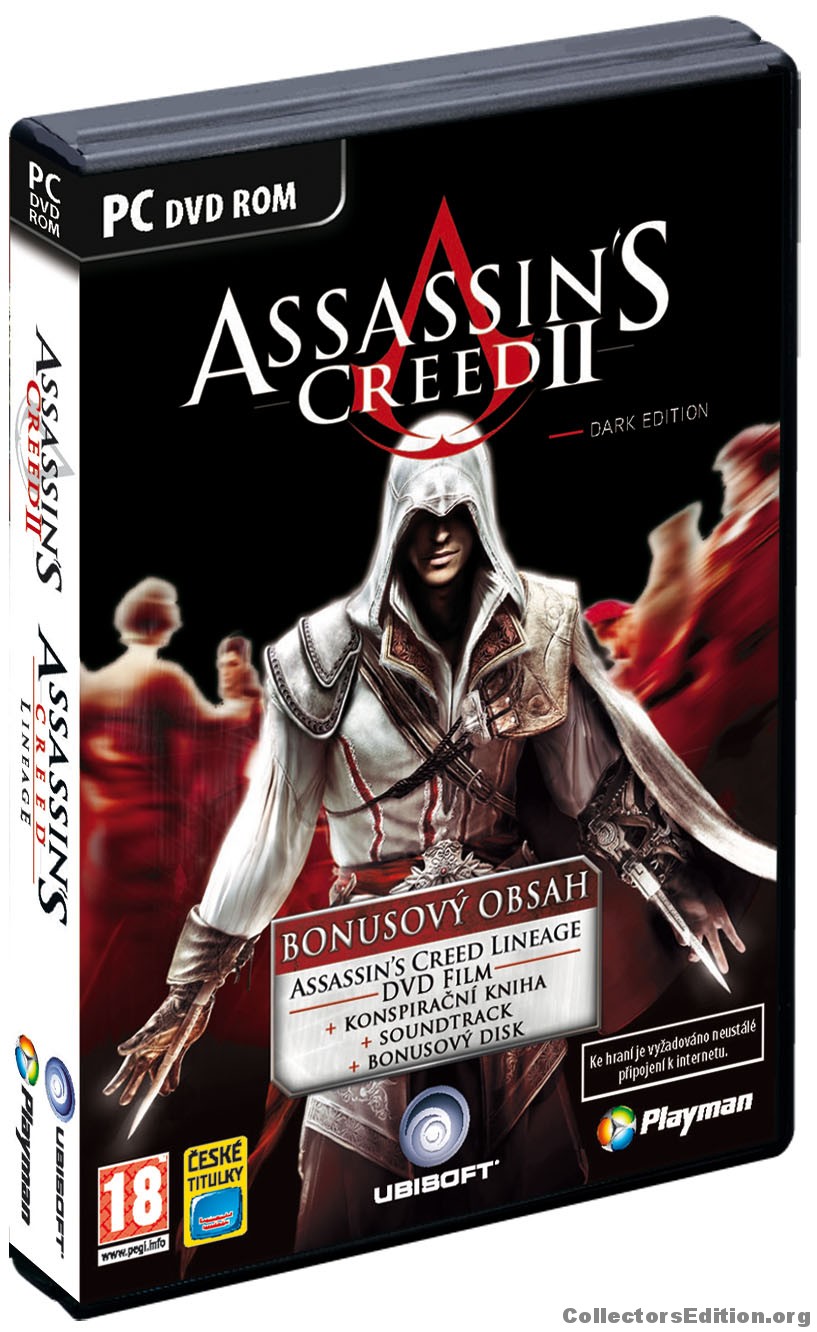 PC
DVD
ROM
ASSASSIN'S
CREED II
ASSASSIN'S
CREED
LINEAGE
Playman
UBISOFT
PC DVD ROM
ASSASSIN'S
CREED II
DARK EDITION
BONUSOVÝ OBSAH
ASSASSIN'S CREED LINEAGE
DVD FILM
+ KONSPIRAČNÍ KNIHA
+ SOUNDTRACK
+ BONUSOVÝ DISK
Ke hraní je vyžadováno neustálé
připojení k internetu.
Playman
UBISOFT
18
www.pegi.info
ČESKÉ
TITULKY
CollectorsEdition.org